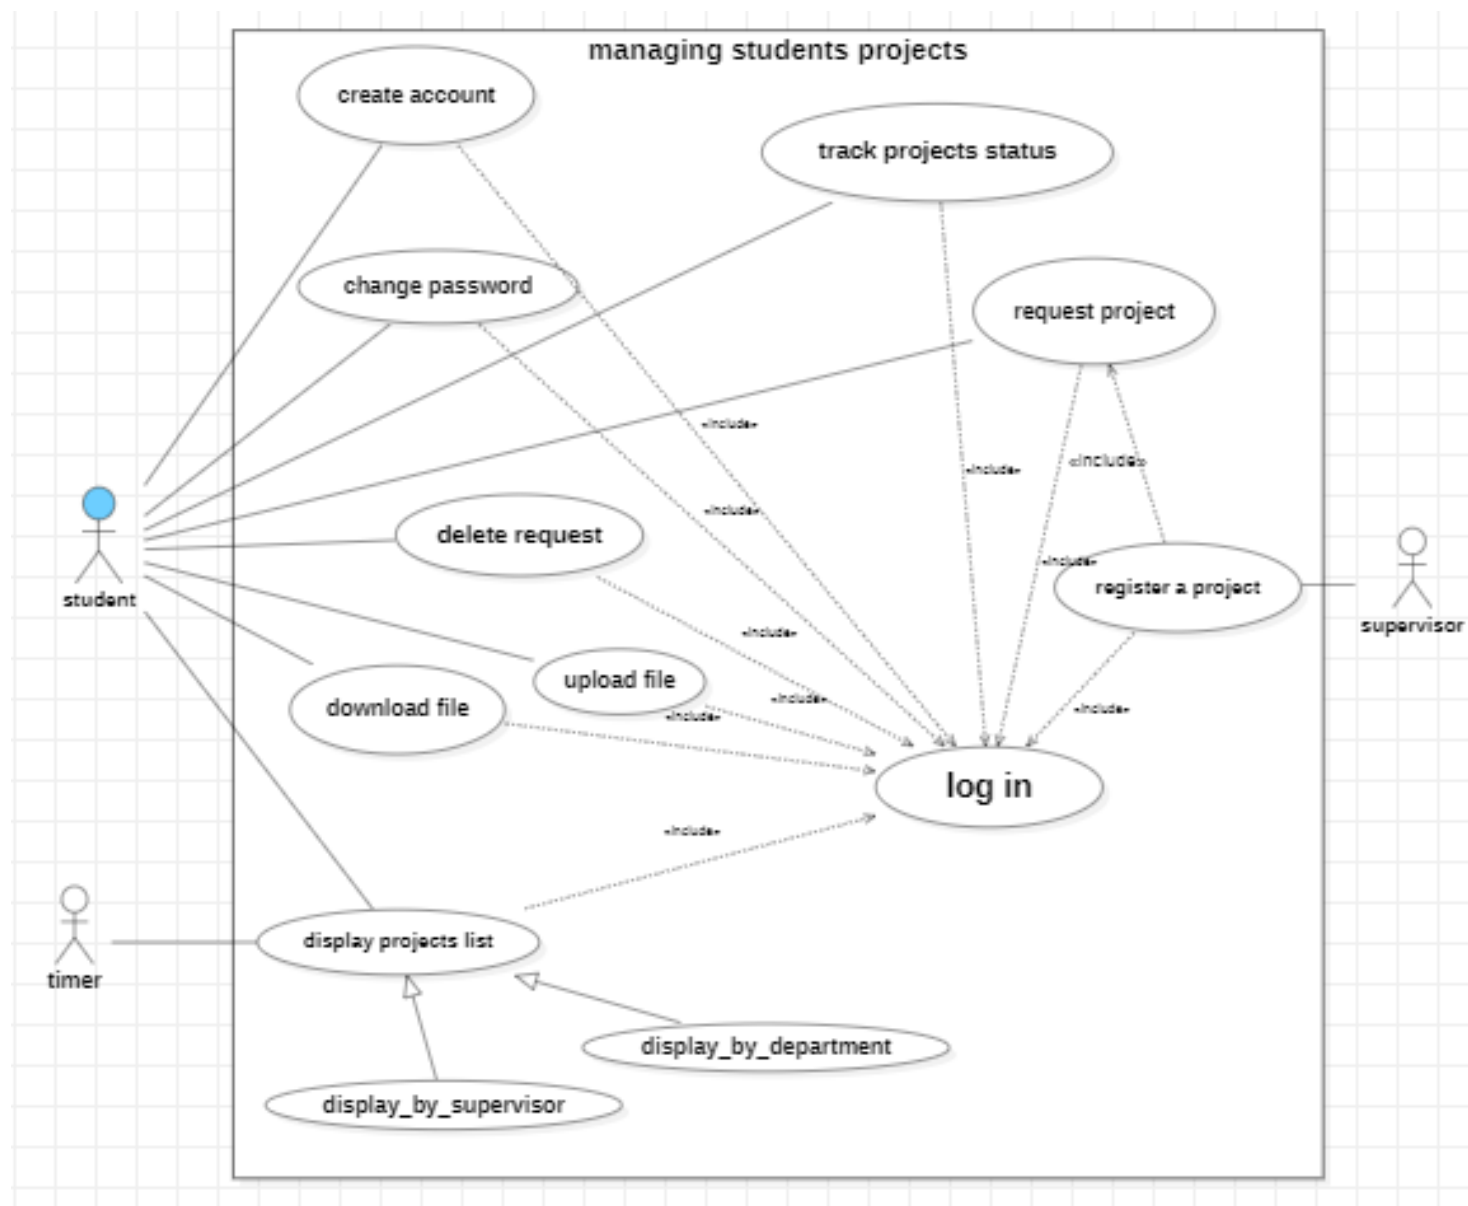 managing students projects
create account
track projects status
change password
request project
«include»
«include»
«include»
«include»
delete request
«include»
register a project
student
supervisor
«include»
upload file
«include»
download file
«include»
«include»
log in
«include»
display projects list
timer
display_by_department
display_by_supervisor